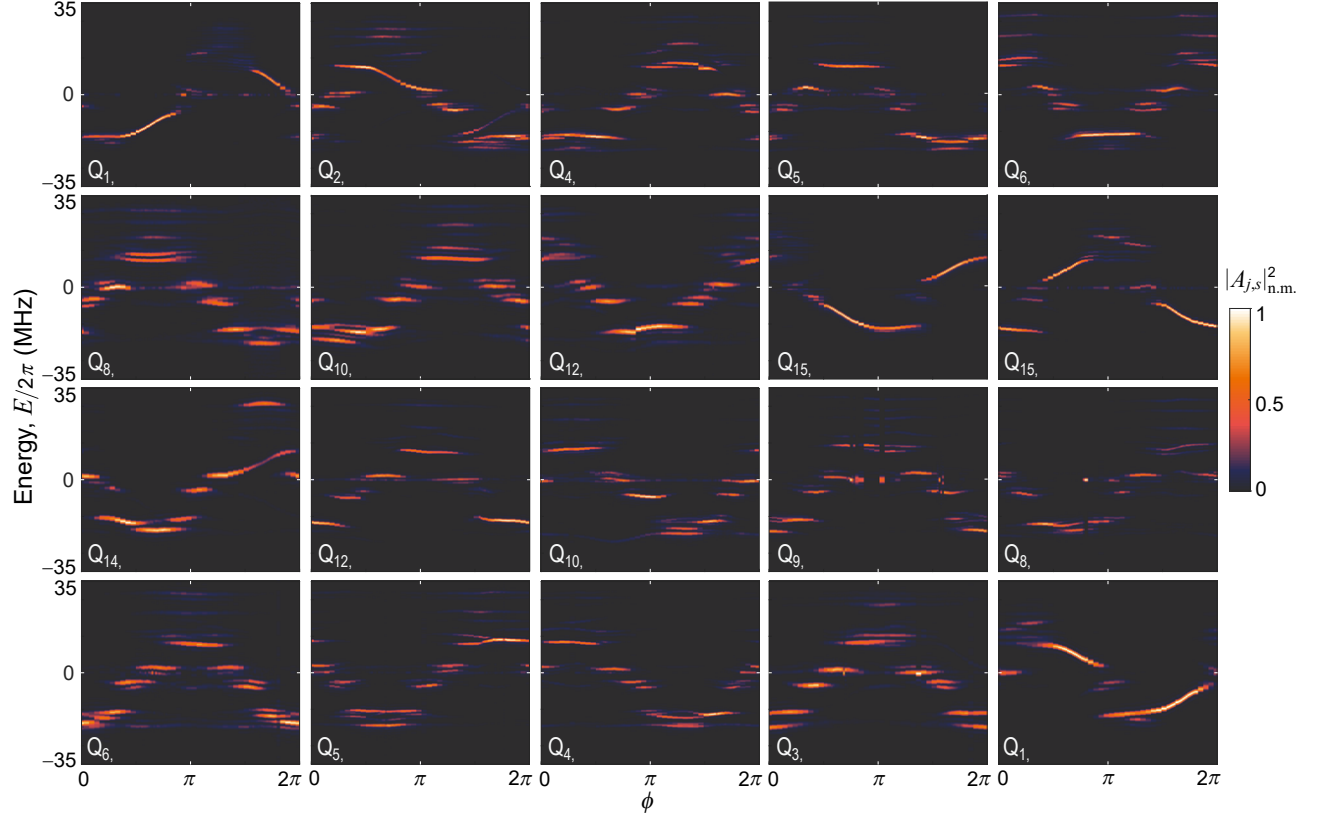 35
0
−35
Q1,
Q2,
Q4,
Q5,
Q6,
35
0
−35
Q8,
Q10,
Q12,
Q15,
Q15,
35
0
−35
Q14,
Q12,
Q10,
Q9,
Q8,
35
0
−35
Q6,
Q5,
Q4,
Q3,
Q1,
0 π 2π 0 π 2π 0 π 2π 0 π 2π 0 π 2π
ϕ
Energy, E/2π (MHz)
|A_{j,s}|²_{n.m.}
1
0.5
0